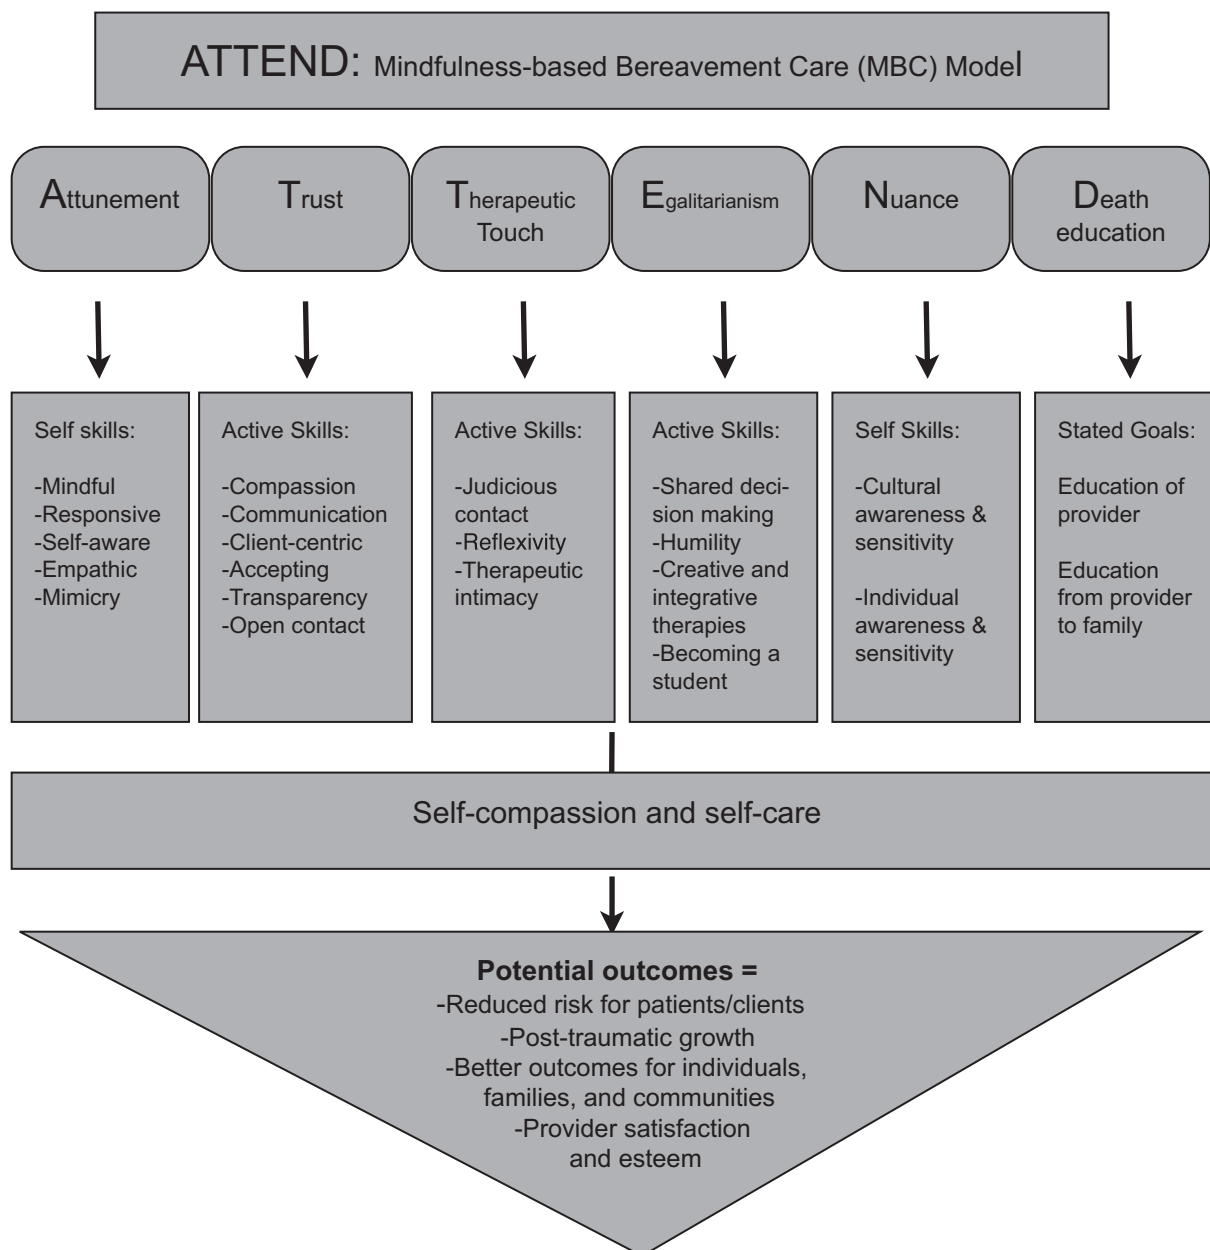 ATTEND: Mindfulness-based Bereavement Care (MBC) Model
Attunement
Trust
Therapeutic
Touch
Egalitarianism
Nuance
Death
education
Self skills:
-Mindful
-Responsive
-Self-aware
-Empathic
-Mimicry
Active Skills:
-Compassion
-Communication
-Client-centric
-Accepting
-Transparency
-Open contact
Active Skills:
-Judicious
contact
-Reflexivity
-Therapeutic
intimacy
Active Skills:
-Shared deci-
sion making
-Humility
-Creative and
integrative
therapies
-Becoming a
student
Self Skills:
-Cultural
awareness &
sensitivity
-Individual
awareness &
sensitivity
Stated Goals:
Education of
provider
Education
from provider
to family
Self-compassion and self-care
Potential outcomes =
-Reduced risk for patients/clients
-Post-traumatic growth
-Better outcomes for individuals,
families, and communities
-Provider satisfaction
and esteem